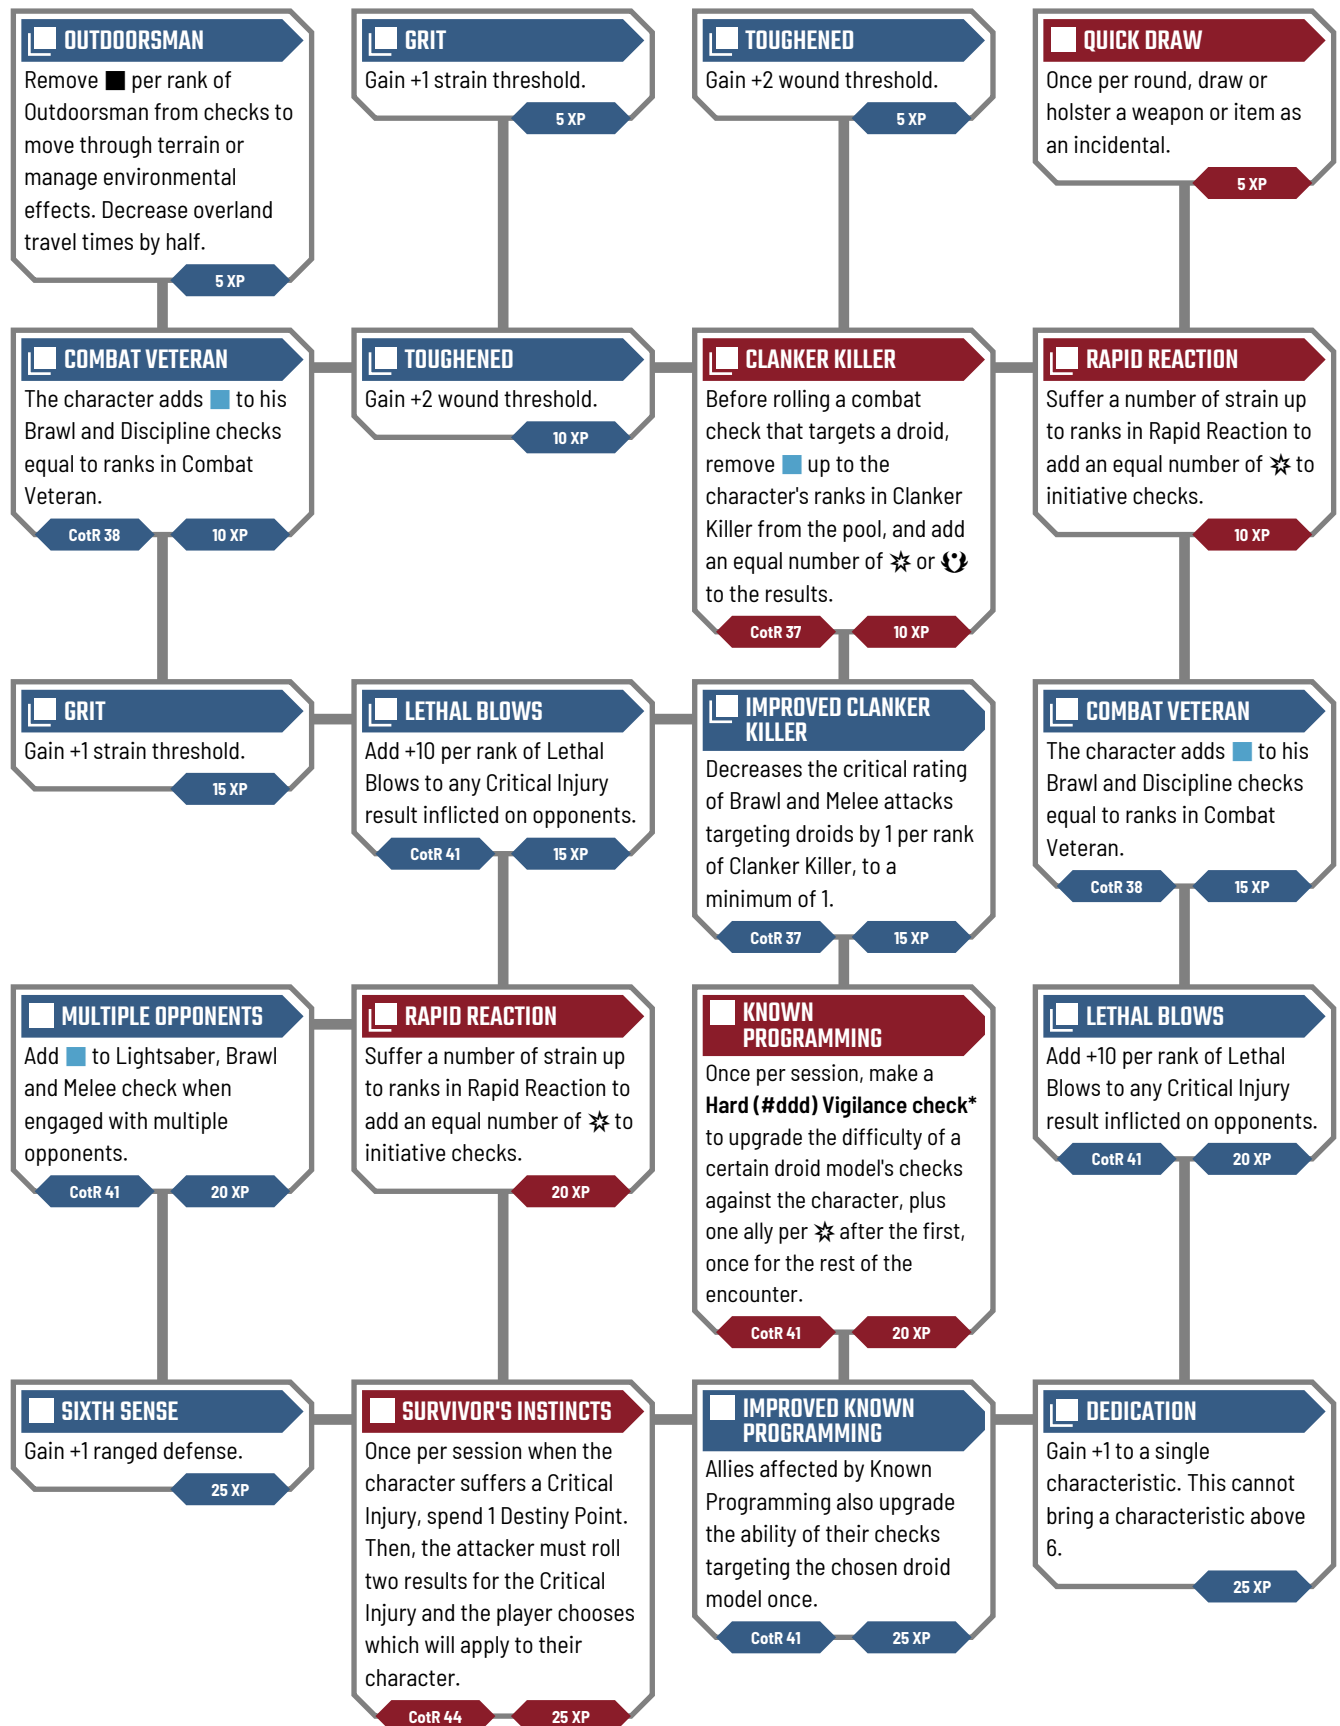 OUTDOORSMAN
Remove per rank of
Outdoorsman from checks to
move through terrain or
manage environmental
effects. Decrease overland
travel times by half.
5 XP
GRIT
Gain +1 strain threshold.
5 XP
TOUGHENED
Gain +2 wound threshold.
5 XP
QUICK DRAW
Once per round, draw or
holster a weapon or item as
an incidental.
5 XP
COMBAT VETERAN
The character adds to his
Brawl and Discipline checks
equal to ranks in Combat
Veteran.
CotR 38 10 XP
TOUGHENED
Gain +2 wound threshold.
10 XP
CLANKER KILLER
Before rolling a combat
check that targets a droid,
remove up to the
character's ranks in Clanker
Killer from the pool, and add
an equal number of or
to the results.
CotR 37 10 XP
RAPID REACTION
Suffer a number of strain up
to ranks in Rapid Reaction to
add an equal number of to
initiative checks.
10 XP
GRIT
Gain +1 strain threshold.
15 XP
LETHAL BLOWS
Add +10 per rank of Lethal
Blows to any Critical Injury
result inflicted on opponents.
CotR 41 15 XP
IMPROVED CLANKER
KILLER
Decreases the critical rating
of Brawl and Melee attacks
targeting droids by 1 per rank
of Clanker Killer, to a
minimum of 1.
CotR 37 15 XP
COMBAT VETERAN
The character adds to his
Brawl and Discipline checks
equal to ranks in Combat
Veteran.
CotR 38 15 XP
MULTIPLE OPPONENTS
Add to Lightsaber, Brawl
and Melee check when
engaged with multiple
opponents.
CotR 41 20 XP
RAPID REACTION
Suffer a number of strain up
to ranks in Rapid Reaction to
add an equal number of to
initiative checks.
20 XP
KNOWN
PROGRAMMING
Once per session, make a
Hard (#ddd) Vigilance check*
to upgrade the difficulty of a
certain droid model's checks
against the character, plus
one ally per after the first,
once for the rest of the
encounter.
CotR 41 20 XP
LETHAL BLOWS
Add +10 per rank of Lethal
Blows to any Critical Injury
result inflicted on opponents.
CotR 41 20 XP
SIXTH SENSE
Gain +1 ranged defense.
25 XP
SURVIVOR'S INSTINCTS
Once per session when the
character suffers a Critical
Injury, spend 1 Destiny Point.
Then, the attacker must roll
two results for the Critical
Injury and the player chooses
which will apply to their
character.
CotR 44 25 XP
IMPROVED KNOWN
PROGRAMMING
Allies affected by Known
Programming also upgrade
the ability of their checks
targeting the chosen droid
model once.
CotR 41 25 XP
DEDICATION
Gain +1 to a single
characteristic. This cannot
bring a characteristic above
6.
25 XP